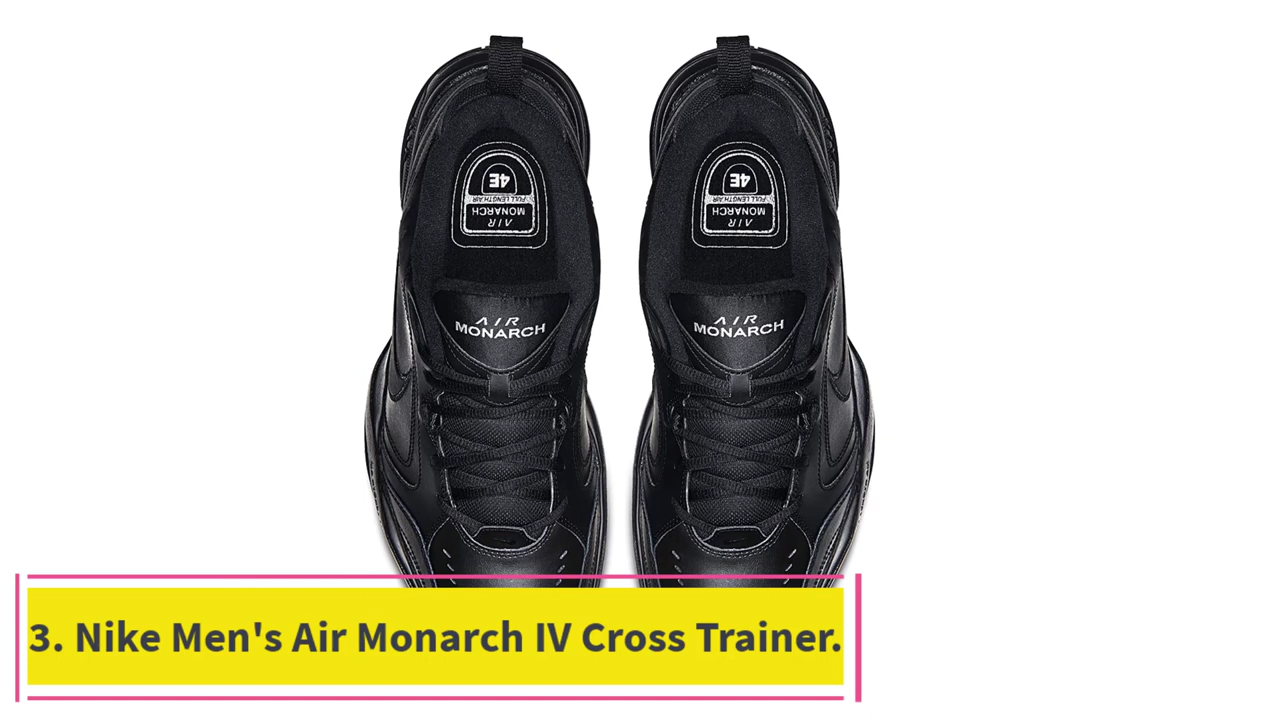 4E
FULL LENGTH AIR
MONARCH
AIR
4E
FULL LENGTH AIR
MONARCH
AIR
AIR
MONARCH
AIR
MONARCH
3. Nike Men's Air Monarch IV Cross Trainer.